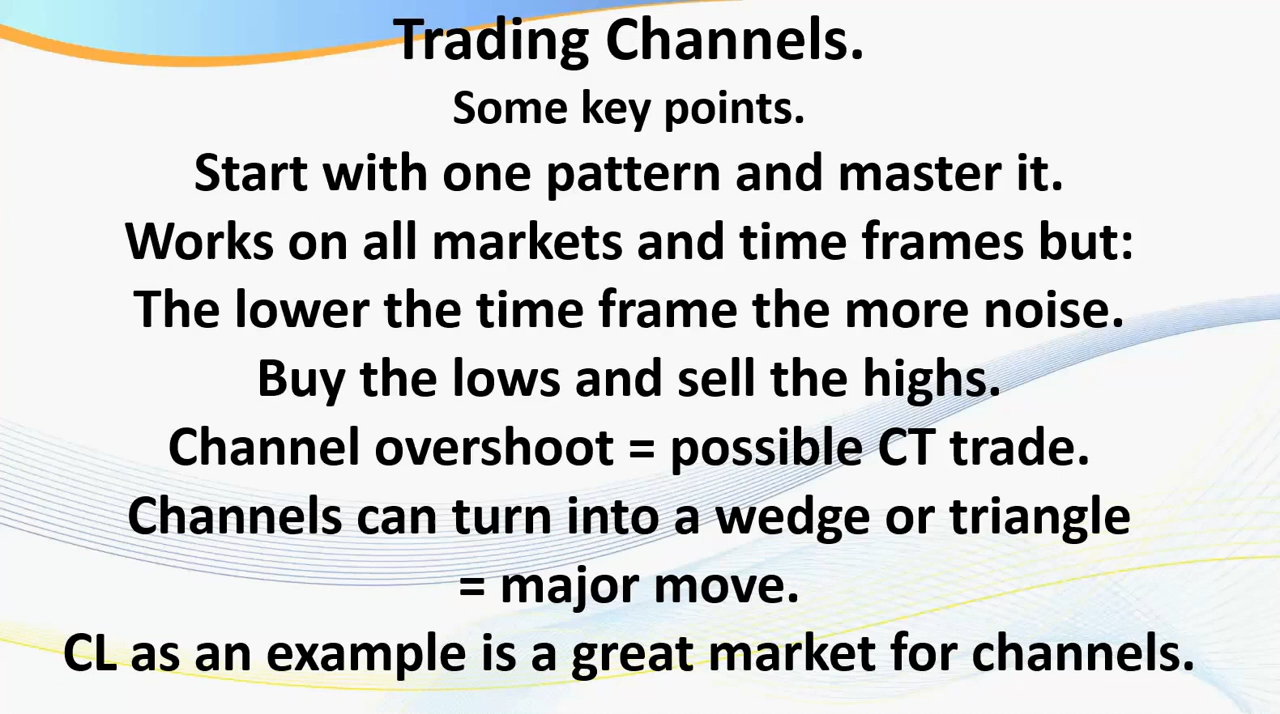 Trading Channels.
Some key points.
Start with one pattern and master it.
Works on all markets and time frames but:
The lower the time frame the more noise.
Buy the lows and sell the highs.
Channel overshoot = possible CT trade.
Channels can turn into a wedge or triangle
= major move.
CL as an example is a great market for channels.